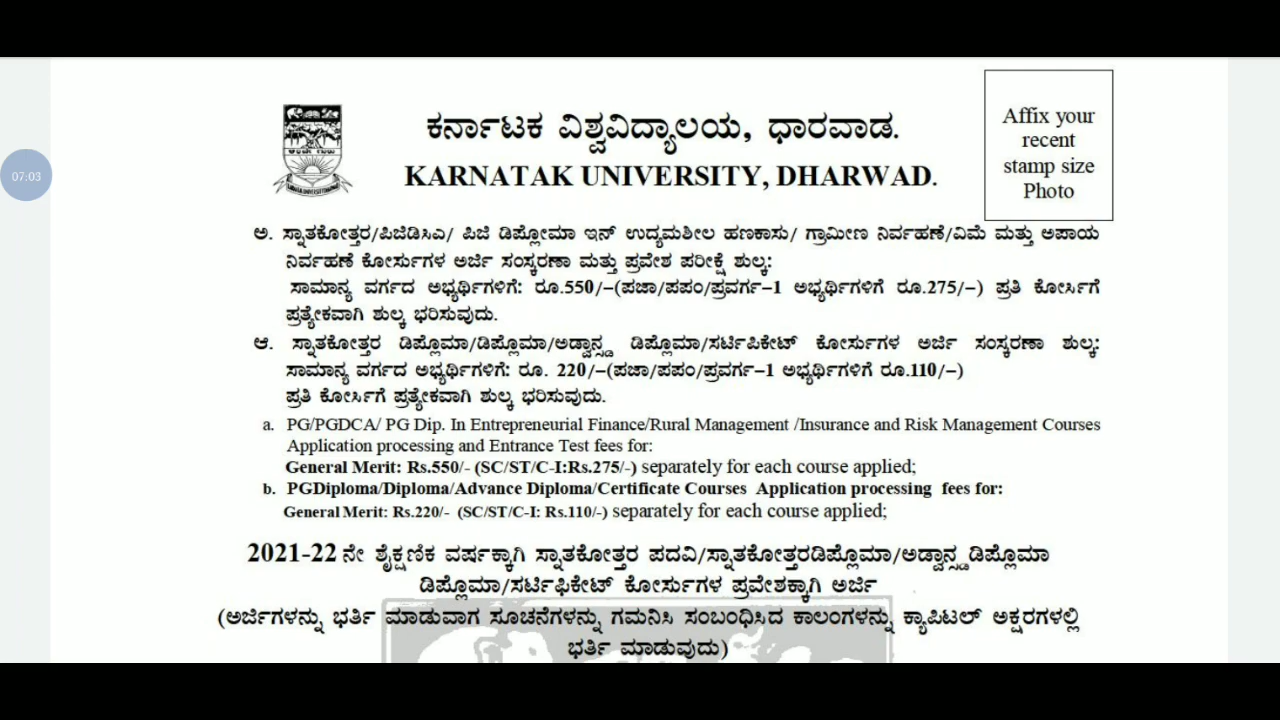 07:03
ಕರ್ನಾಟಕ ವಿಶ್ವವಿದ್ಯಾಲಯ, ಧಾರವಾಡ.
KARNATAK UNIVERSITY, DHARWAD.
Affix your
recent
stamp size
Photo
ಅ. ಸ್ನಾತಕೋತ್ತರ/ಪಿಜಿಡಿಸಿಎ/ ಪಿಜಿ ಡಿಪ್ಲೋಮಾ ಇನ್ ಉದ್ಯಮಶೀಲ ಹಣಕಾಸು/ ಗ್ರಾಮೀಣ ನಿರ್ವಹಣೆ/ವಿಮೆ ಮತ್ತು ಅಪಾಯ
ನಿರ್ವಹಣೆ ಕೋರ್ಸುಗಳ ಅರ್ಜಿ ಸಂಸ್ಕರಣಾ ಮತ್ತು ಪ್ರವೇಶ ಪರೀಕ್ಷೆ ಶುಲ್ಕ:
ಸಾಮಾನ್ಯ ವರ್ಗದ ಅಭ್ಯರ್ಥಿಗಳಿಗೆ: ರೂ.550/–(ಪಜಾ/ಪಪಂ/ಪ್ರವರ್ಗ–1 ಅಭ್ಯರ್ಥಿಗಳಿಗೆ ರೂ.275/–) ಪ್ರತಿ ಕೋರ್ಸಿಗೆ
ಪ್ರತ್ಯೇಕವಾಗಿ ಶುಲ್ಕ ಭರಿಸುವುದು.
ಆ. ಸ್ನಾತಕೋತ್ತರ ಡಿಪ್ಲೊಮಾ/ಡಿಪ್ಲೊಮಾ/ಅಡ್ವಾನ್ಸ್ಡ ಡಿಪ್ಲೊಮಾ/ಸರ್ಟಿಪಿಕೇಟ್ ಕೋರ್ಸುಗಳ ಅರ್ಜಿ ಸಂಸ್ಕರಣಾ ಶುಲ್ಕ:
ಸಾಮಾನ್ಯ ವರ್ಗದ ಅಭ್ಯರ್ಥಿಗಳಿಗೆ: ರೂ. 220/–(ಪಜಾ/ಪಪಂ/ಪ್ರವರ್ಗ–1 ಅಭ್ಯರ್ಥಿಗಳಿಗೆ ರೂ.110/–)
ಪ್ರತಿ ಕೋರ್ಸಿಗೆ ಪ್ರತ್ಯೇಕವಾಗಿ ಶುಲ್ಕ ಭರಿಸುವುದು.
a. PG/PGDCA/ PG Dip. In Entrepreneurial Finance/Rural Management /Insurance and Risk Management Courses
Application processing and Entrance Test fees for:
General Merit: Rs.550/- (SC/ST/C-I:Rs.275/-) separately for each course applied;
b. PGDiploma/Diploma/Advance Diploma/Certificate Courses Application processing fees for:
General Merit: Rs.220/- (SC/ST/C-I: Rs.110/-) separately for each course applied;
2021-22 ನೇ ಶೈಕ್ಷಣಿಕ ವರ್ಷಕ್ಕಾಗಿ ಸ್ನಾತಕೋತ್ತರ ಪದವಿ/ಸ್ನಾತಕೋತ್ತರಡಿಪ್ಲೊಮಾ/ಅಡ್ವಾನ್ಸ್ಡಡಿಪ್ಲೊಮಾ
ಡಿಪ್ಲೊಮಾ/ಸರ್ಟಿಫಿಕೇಟ್ ಕೋರ್ಸುಗಳ ಪ್ರವೇಶಕ್ಕಾಗಿ ಅರ್ಜಿ
(ಅರ್ಜಿಗಳನ್ನು ಭರ್ತಿ ಮಾಡುವಾಗ ಸೂಚನೆಗಳನ್ನು ಗಮನಿಸಿ ಸಂಬಂಧಿಸಿದ ಕಾಲಂಗಳನ್ನು ಕ್ಯಾಪಿಟಲ್ ಅಕ್ಷರಗಳಲ್ಲಿ
ಭರ್ತಿ ಮಾಡುವುದು)